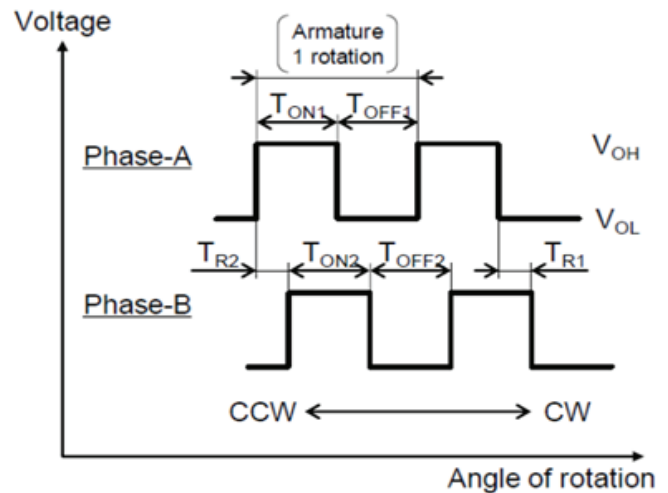 Voltage
Armature
1 rotation
TON1 TOFF1
Phase-A
VOH
VOL
TR2 TON2 TOFF2 TR1
Phase-B
CCW CW
Angle of rotation